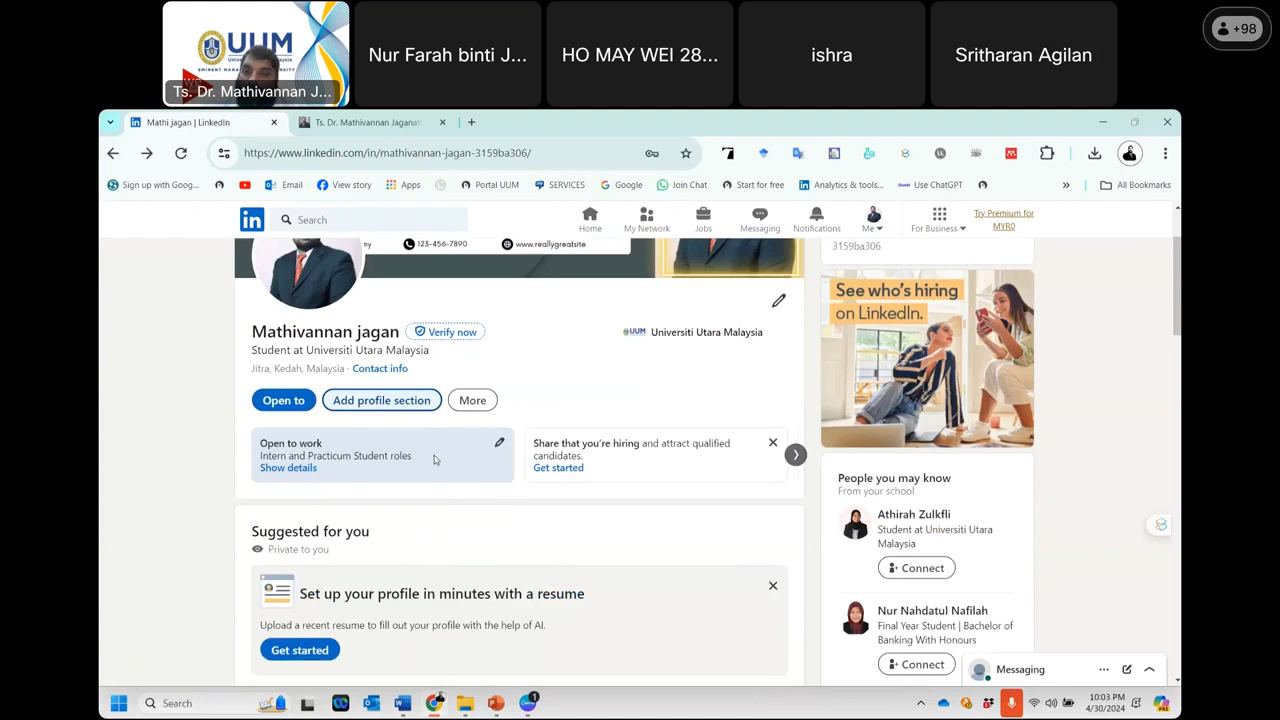 UUM
Ts. Dr. Mathivannan J...
Nur Farah binti J...
HO MAY WEI 28...
ishra
Sritharan Agilan
+98
Mathi jagan | LinkedIn
Ts. Dr. Mathivannan Jaganat
https://www.linkedin.com/in/mathivannan-jagan-3159ba306/
Sign up with Goog...
Email
View story
Apps
Portal UUM
SERVICES
Google
Join Chat
Start for free
Analytics & tools...
Use ChatGPT
All Bookmarks
Search
Home
My Network
Jobs
Messaging
Notifications
Me
For Business
Try Premium for
MYR0
123-456-7890
www.reallygreatsite
3159ba306
See who's hiring
on LinkedIn.
Mathivannan jagan
Verify now
Universiti Utara Malaysia
Student at Universiti Utara Malaysia
Jitra, Kedah, Malaysia · Contact info
Open to
Add profile section
More
Open to work
Intern and Practicum Student roles
Show details
Share that you're hiring and attract qualified
candidates.
Get started
People you may know
From your school
Athirah Zulkfli
Student at Universiti Utara
Malaysia
Connect
Nur Nahdatul Nafilah
Final Year Student | Bachelor of
Banking With Honours
Connect
Suggested for you
Private to you
Set up your profile in minutes with a resume
Upload a recent resume to fill out your profile with the help of AI.
Get started
Messaging
Search
10:03 PM
4/30/2024